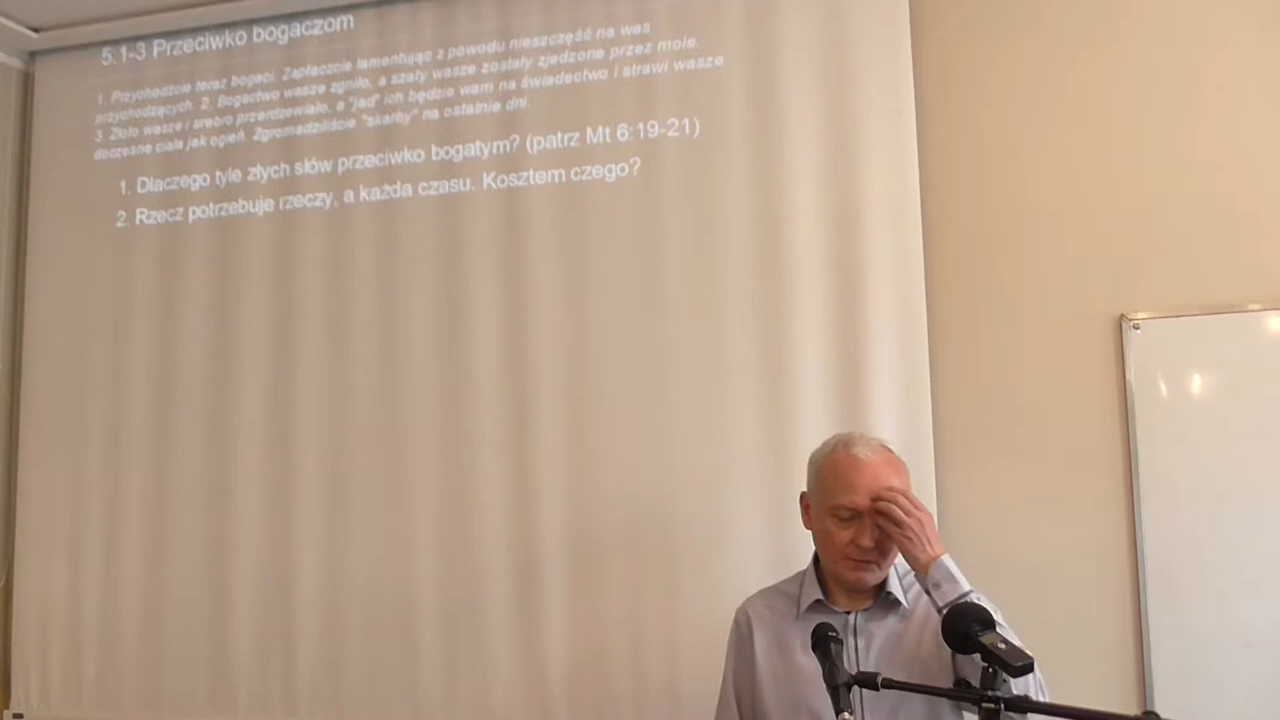 5:1-3 Przeciwko bogaczom
1. Przychodźcie teraz bogaci. Zapłaczcie lamentując z powodu nieszczęść na was
przychodzących. 2. Bogactwo wasze zgniło, a szaty wasze zostały zjedzone przez mole.
3. Złoto wasze i srebro przerdzewiało, a "jad" ich będzie wam na świadectwo i strawi wasze
doczesne ciała jak ogień. Zgromadziliście "skarby" na ostatnie dni.
1. Dlaczego tyle złych słów przeciwko bogatym? (patrz Mt 6:19-21)
2. Rzecz potrzebuje rzeczy, a każda czasu. Kosztem czego?